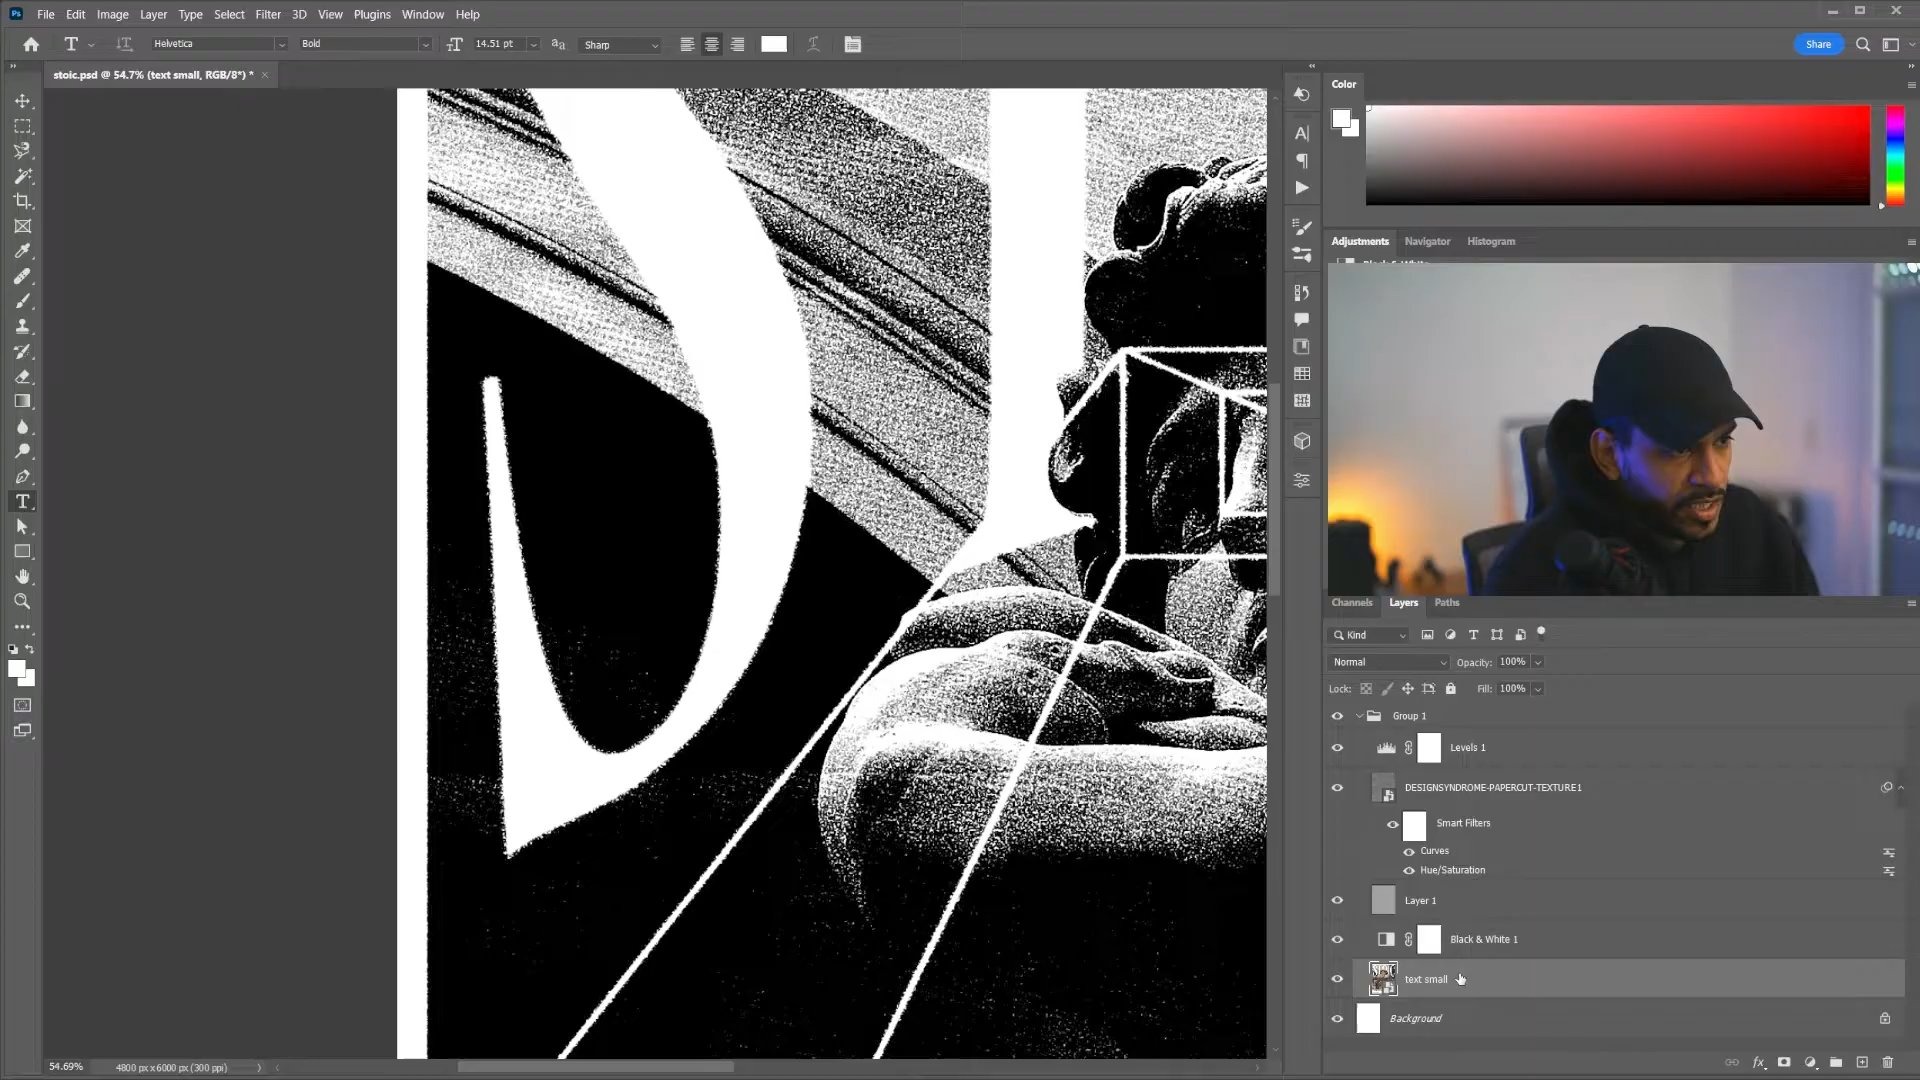 Ps File Edit Image Layer Type Select Filter 3D View Plugins Window Help
T Helvetica Bold 14.51 pt Sharp Share
stoic.psd @ 54.7% (text small, RGB/8*) *
Color
Adjustments Navigator Histogram
Channels Layers Paths
Kind
Normal Opacity: 100%
Lock: Fill: 100%
Group 1
Levels 1
DESIGNSYNDROME-PAPERCUT-TEXTURE1
Smart Filters
Curves
Hue/Saturation
Layer 1
Black & White 1
text small
Background
54.69% 4800 px x 6000 px (300 ppi)